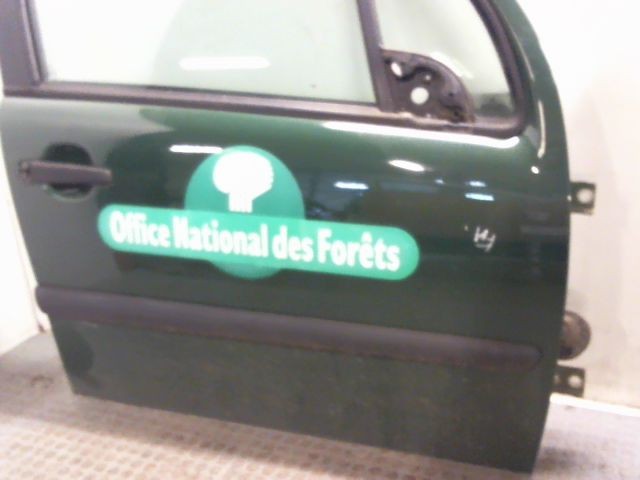 Office National des Forêts